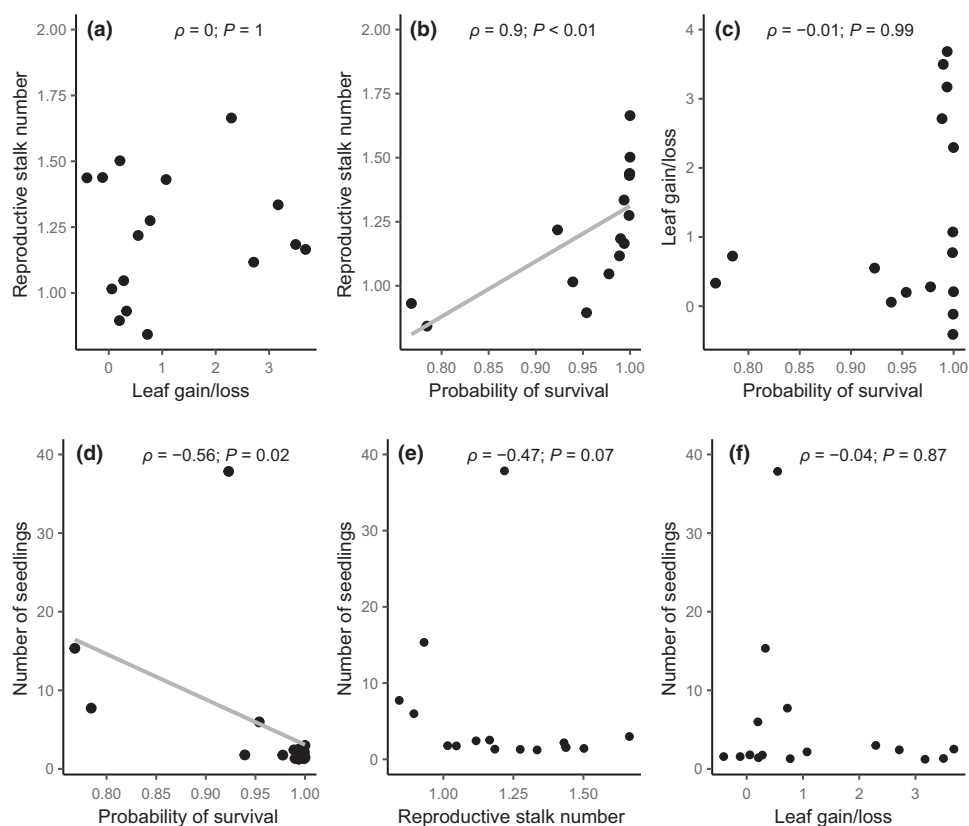 (a) ρ = 0; P = 1
2.00
1.75
1.50
1.25
1.00
Reproductive stalk number
0 1 2 3
Leaf gain/loss
(b) ρ = 0.9; P < 0.01
2.00
1.75
1.50
1.25
1.00
Reproductive stalk number
0.80 0.85 0.90 0.95 1.00
Probability of survival
(c) ρ = −0.01; P = 0.99
4
3
2
1
0
Leaf gain/loss
0.80 0.85 0.90 0.95 1.00
Probability of survival
(d) ρ = −0.56; P = 0.02
40
30
20
10
0
Number of seedlings
0.80 0.85 0.90 0.95 1.00
Probability of survival
(e) ρ = −0.47; P = 0.07
40
30
20
10
0
Number of seedlings
1.00 1.25 1.50
Reproductive stalk number
(f) ρ = −0.04; P = 0.87
40
30
20
10
0
Number of seedlings
0 1 2 3
Leaf gain/loss